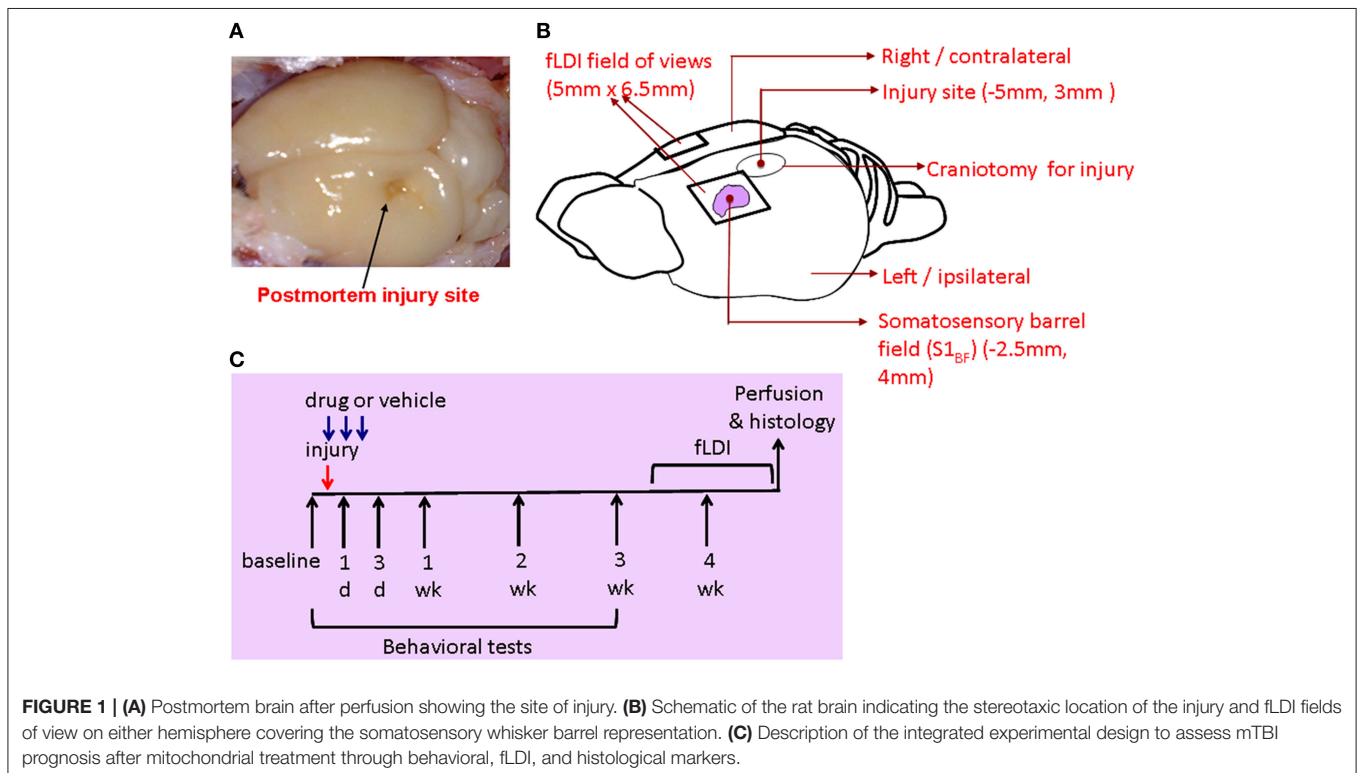 A
Postmortem injury site
B
fLDI field of views
(5mm x 6.5mm)
Right / contralateral
Injury site (-5mm, 3mm )
Craniotomy for injury
Left / ipsilateral
Somatosensory barrel
field (S1BF) (-2.5mm,
4mm)
C
drug or vehicle
injury
Perfusion
& histology
fLDI
baseline 1 3 1 2 3 4
d d wk wk wk wk
Behavioral tests
FIGURE 1 | (A) Postmortem brain after perfusion showing the site of injury. (B) Schematic of the rat brain indicating the stereotaxic location of the injury and fLDI fields
of view on either hemisphere covering the somatosensory whisker barrel representation. (C) Description of the integrated experimental design to assess mTBI
prognosis after mitochondrial treatment through behavioral, fLDI, and histological markers.